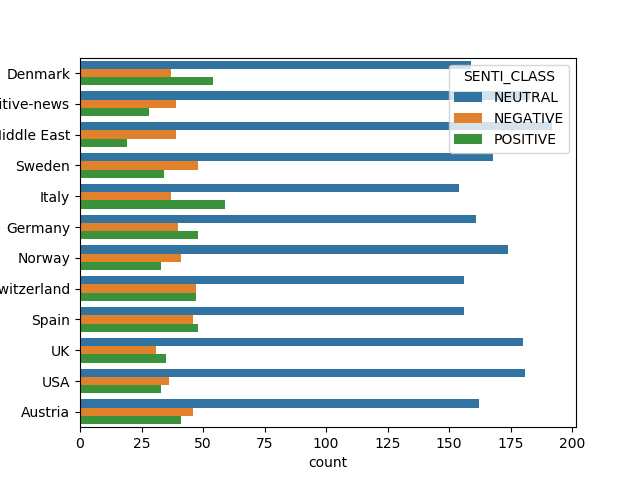 SENTI_CLASS
NEUTRAL
NEGATIVE
POSITIVE
Denmark
itive-news
iddle East
Sweden
Italy
Germany
Norway
witzerland
Spain
UK
USA
Austria
0 25 50 75 100 125 150 175 200
count